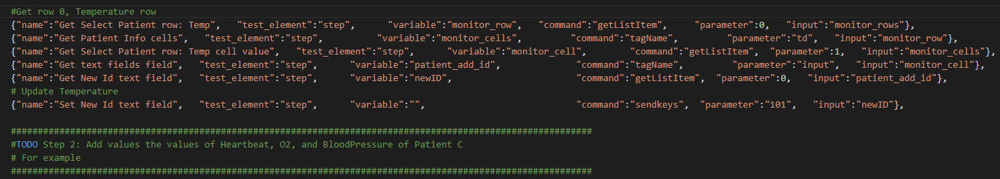 #Get row 0, Temperature row
{"name":"Get Select Patient row: Temp",   "test_element":"step",      "variable":"monitor_row",   "command":"getListItem",     "parameter":0,   "input":"monitor_rows"},
{"name":"Get Patient Info cells",   "test_element":"step",         "variable":"monitor_cells",         "command":"tagName",         "parameter":"td",   "input":"monitor_row"},
{"name":"Get Select Patient row: Temp cell value",   "test_element":"step",      "variable":"monitor_cell",        "command":"getListItem",  "parameter":1,   "input":"monitor_cells"},
{"name":"Get text fields field",   "test_element":"step",      "variable":"patient_add_id",              "command":"tagName",         "parameter":"input",   "input":"monitor_cell"},
{"name":"Get New Id text field",   "test_element":"step",      "variable":"newID",                       "command":"getListItem",  "parameter":0,   "input":"patient_add_id"},
# Update Temperature
{"name":"Set New Id text field",   "test_element":"step",      "variable":"",                            "command":"sendkeys",  "parameter":"101",   "input":"newID"},
############################################################################################################
#TODO Step 2: Add values the values of Heartbeat, O2, and BloodPressure of Patient C
# For example
############################################################################################################